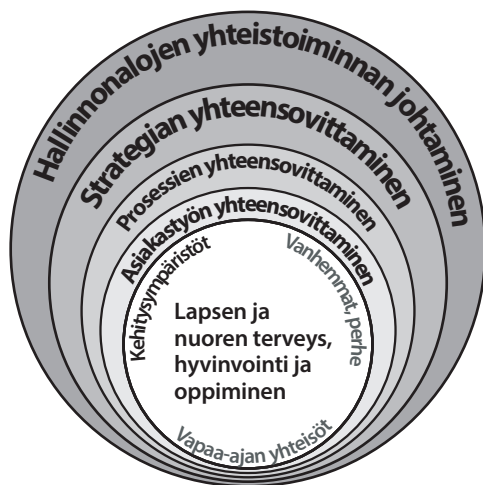 Hallinnonalojen yhteistoiminnan johtaminen
Strategian yhteensovittaminen
Prosessien yhteensovittaminen
Asiakastyön yhteensovittaminen
Kehitysympäristöt
Vanhemmat, perhe
Lapsen ja
nuoren terveys,
hyvinvointi ja
oppiminen
Vapaa-ajan yhteisöt